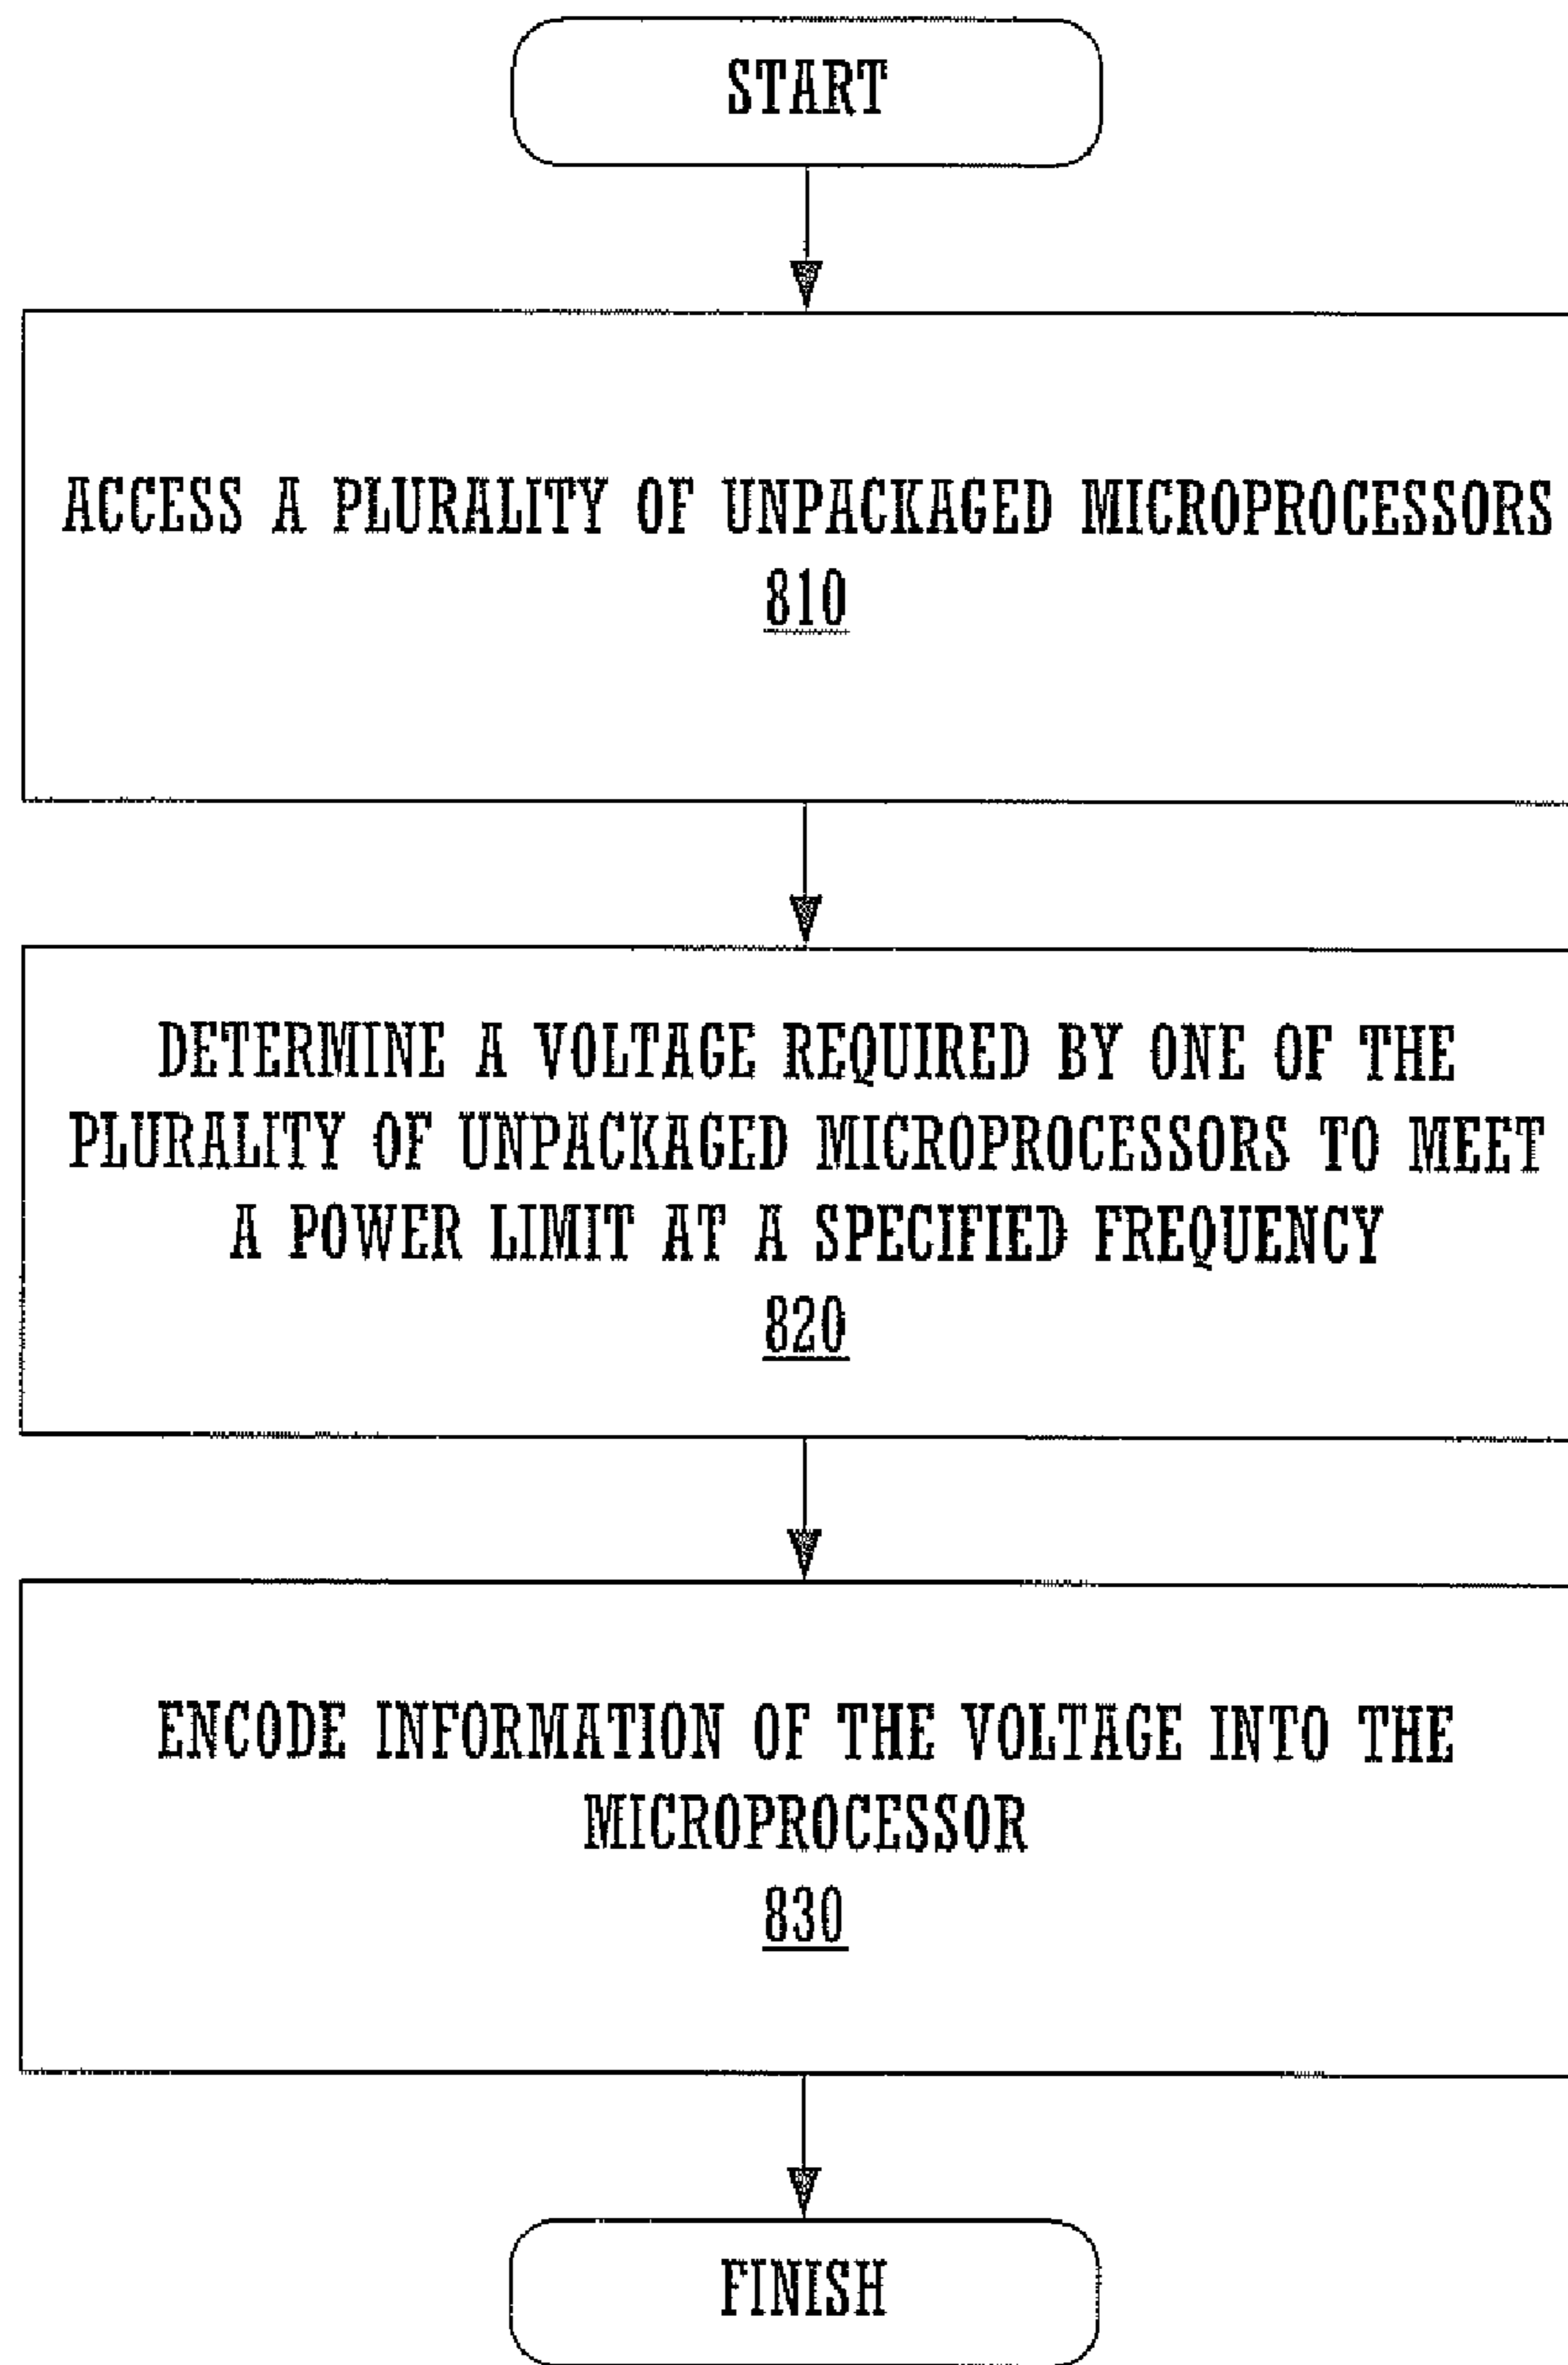 START
ACCESS A PLURALITY OF UNPACKAGED MICROPROCESSORS
810
DETERMINE A VOLTAGE REQUIRED BY ONE OF THE
PLURALITY OF UNPACKAGED MICROPROCESSORS TO MEET
A POWER LIMIT AT A SPECIFIED FREQUENCY
820
ENCODE INFORMATION OF THE VOLTAGE INTO THE
MICROPROCESSOR
830
FINISH